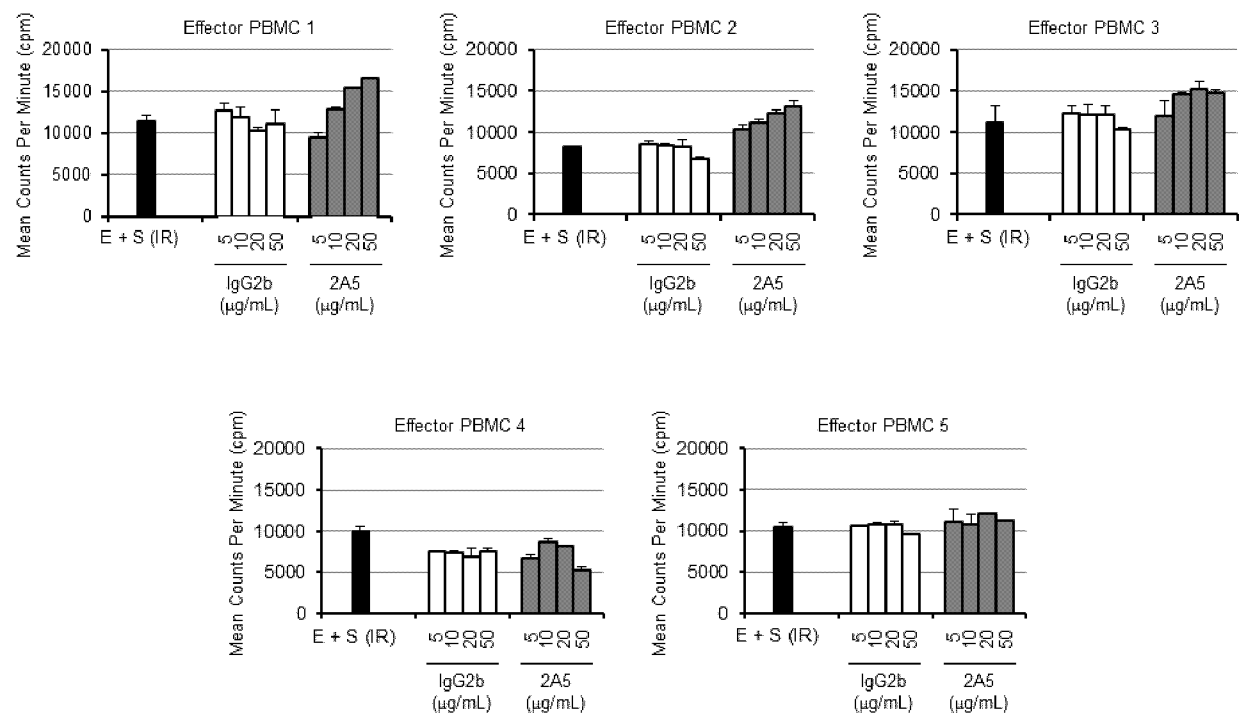 Effector PBMC 1
Mean Counts Per Minute (cpm)
20000
15000
10000
5000
0
E + S (IR)
5
10
20
50
5
10
20
50
IgG2b
(µg/mL)
2A5
(µg/mL)
Effector PBMC 2
Mean Counts Per Minute (cpm)
20000
15000
10000
5000
0
E + S (IR)
5
10
20
50
5
10
20
50
IgG2b
(µg/mL)
2A5
(µg/mL)
Effector PBMC 3
Mean Counts Per Minute (cpm)
20000
15000
10000
5000
0
E + S (IR)
5
10
20
50
5
10
20
50
IgG2b
(µg/mL)
2A5
(µg/mL)
Effector PBMC 4
Mean Counts Per Minute (cpm)
20000
15000
10000
5000
0
E + S (IR)
5
10
20
50
5
10
20
50
IgG2b
(µg/mL)
2A5
(µg/mL)
Effector PBMC 5
Mean Counts Per Minute (cpm)
20000
15000
10000
5000
0
E + S (IR)
5
10
20
50
5
10
20
50
IgG2b
(µg/mL)
2A5
(µg/mL)